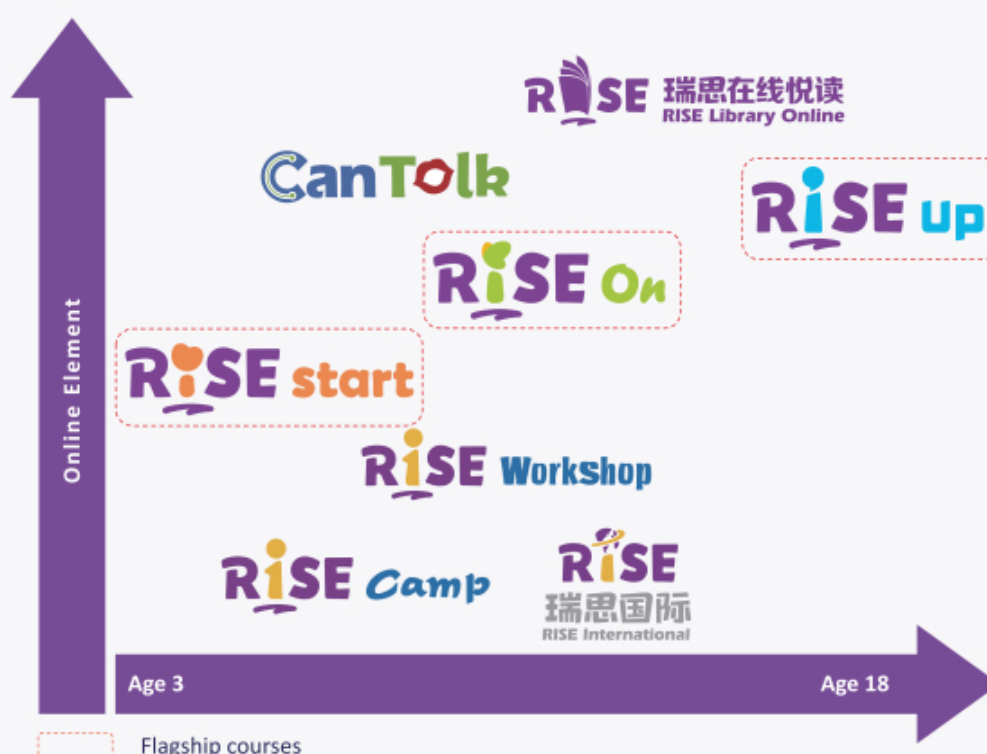 RISE 瑞思在线悦读
RISE Library Online
CanTalk
RISE Up
RISE On
RISE start
RISE Workshop
RISE Camp
RISE
瑞思国际
RISE International
Online Element
Age 3
Age 18
Flagship courses